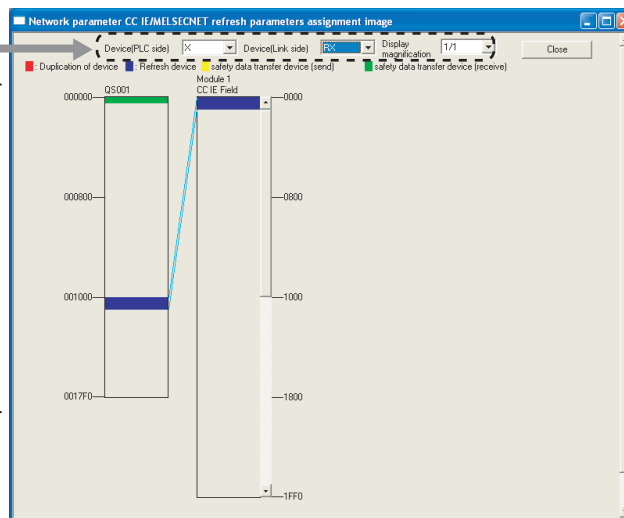 Network parameter CC IE/MELSECNET refresh parameters assignment image
Device(PLC side) X Device(Link side) RX Display magnification 1/1 Close
: Duplication of device : Refresh device : safety data transfer device (send) safety data transfer device (receive)
Module 1
QS001 CC IE Field
000000 0000
000800 0800
001000 1000
0017F0 1800
1FF0